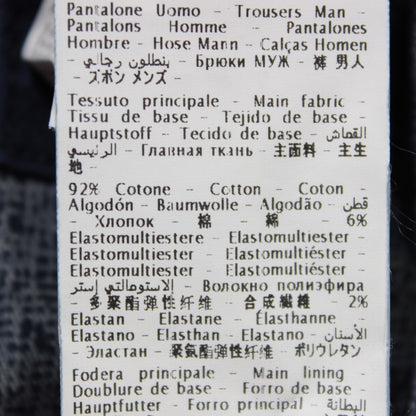 Pantalone Uomo - Trousers Man -
Pantalons Homme - Pantalones
Hombre - Hose Mann - Calças Homen
- بنطلون رجالي - Брюки МУЖ - 裤 男人
- ズボン メンズ -
Tessuto principale - Main fabric -
Tissu de base - Tejido de base -
Hauptstoff - Tecido de base - القماش
الرئيسي - Главная ткань - 主面料 - 主生
地 -
92% Cotone - Cotton - Coton -
Algodón - Baumwolle - Algodão - قطن
- Хлопок - 棉 - 綿 - 6%
Elastomultiestere - Elastomultiester -
Elastomultiester - Elastomultiéster -
Elastomultiester - Elastomultiéster -
الاستومالتي إستر - Волокно полиэфира
- 多聚酯弹性纤维 - 合成繊維 - 2%
Elastan - Elastane - Élasthanne -
Elastano - Elasthan - Elastano - الأستان
- Эластан - 聚氨酯弹性纤维 - ポリウレタン
Fodera principale - Main lining
Doublure de base - Forro de base
Hauptfutter - Forro principal -